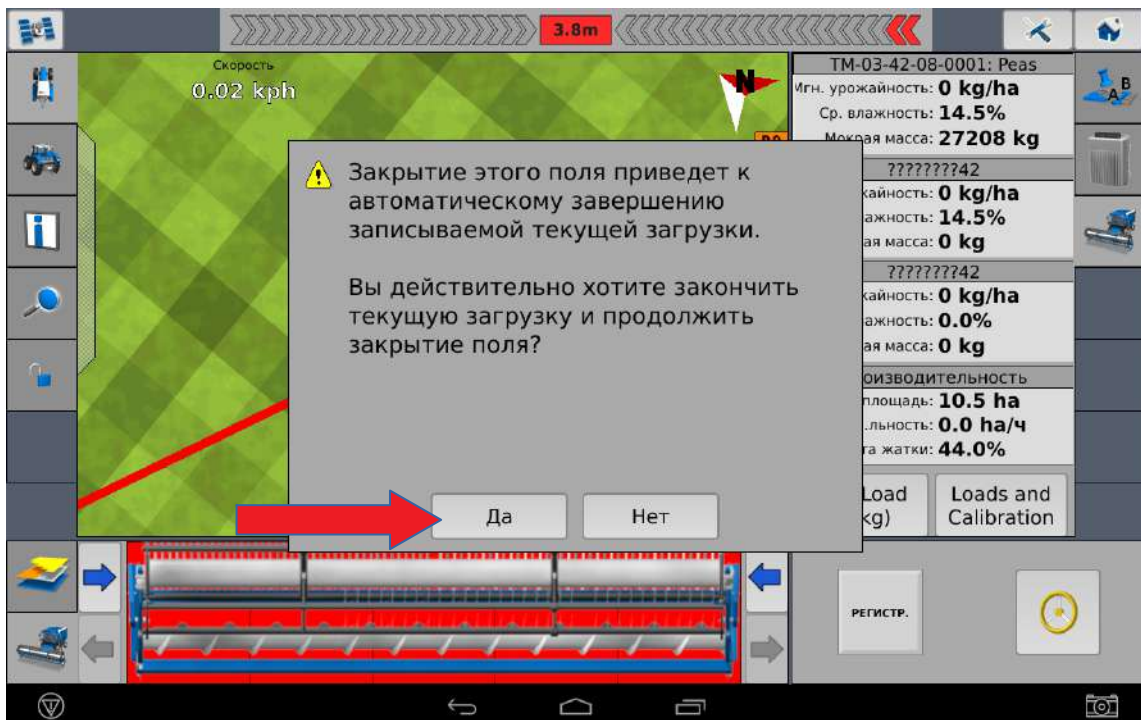 3.8m
Скорость
0.02 kph
N
Закрытие этого поля приведет к
автоматическому завершению
записываемой текущей загрузки.
Вы действительно хотите закончить
текущую загрузку и продолжить
закрытие поля?
Да
Нет
TM-03-42-08-0001: Peas
урожайность: 0 kg/ha
Ср. влажность: 14.5%
Мокрая масса: 27208 kg
????????42
кайность: 0 kg/ha
ажность: 14.5%
ая масса: 0 kg
????????42
кайность: 0 kg/ha
ажность: 0.0%
ая масса: 0 kg
оизводительность
площадь: 10.5 ha
.льность: 0.0 ha/ч
та жатки: 44.0%
Load
kg)
Loads and
Calibration
A B
i
РЕГИСТР.